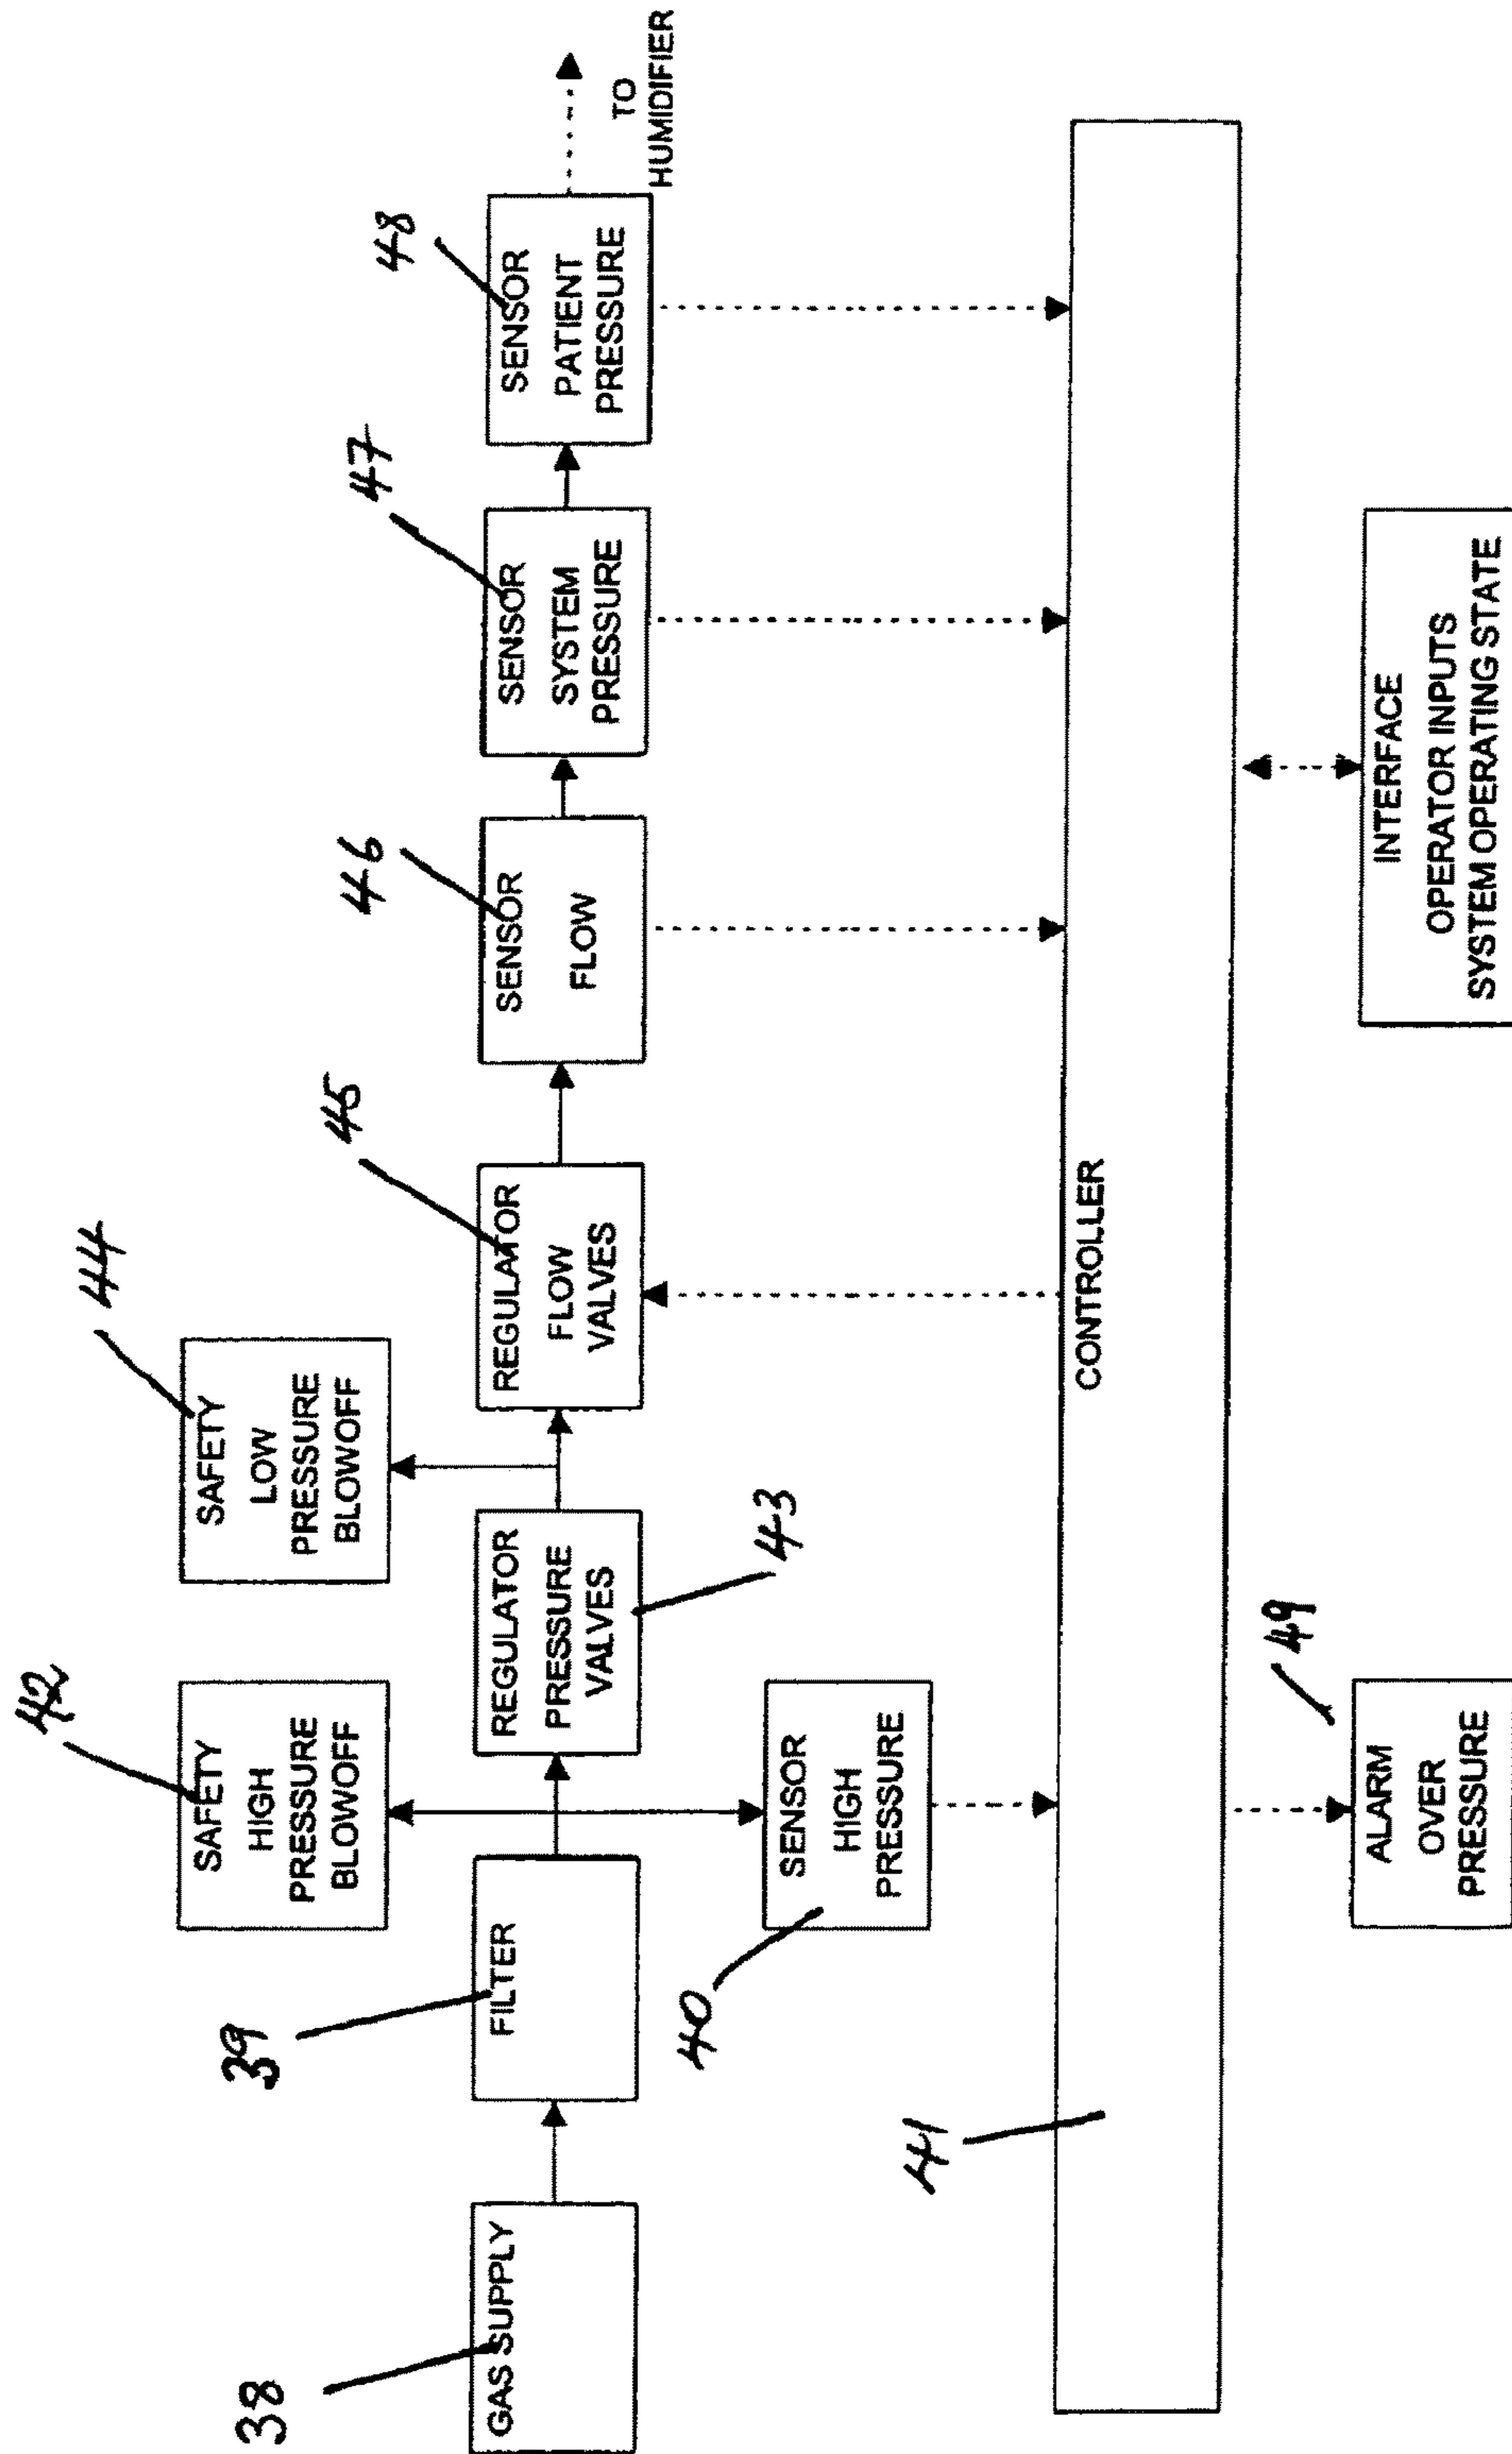 42
44
SAFETY
HIGH
PRESSURE
BLOWOFF
SAFETY
LOW
PRESSURE
BLOWOFF
38
39
45
46
47
48
GAS SUPPLY
FILTER
REGULATOR
PRESSURE
VALVES
REGULATOR
FLOW
VALVES
SENSOR
FLOW
SENSOR
SYSTEM
PRESSURE
SENSOR
PATIENT
PRESSURE
TO
HUMIDIFIER
40
43
SENSOR
HIGH
PRESSURE
41
CONTROLLER
49
ALARM
OVER
PRESSURE
INTERFACE
OPERATOR INPUTS
SYSTEM OPERATING STATE